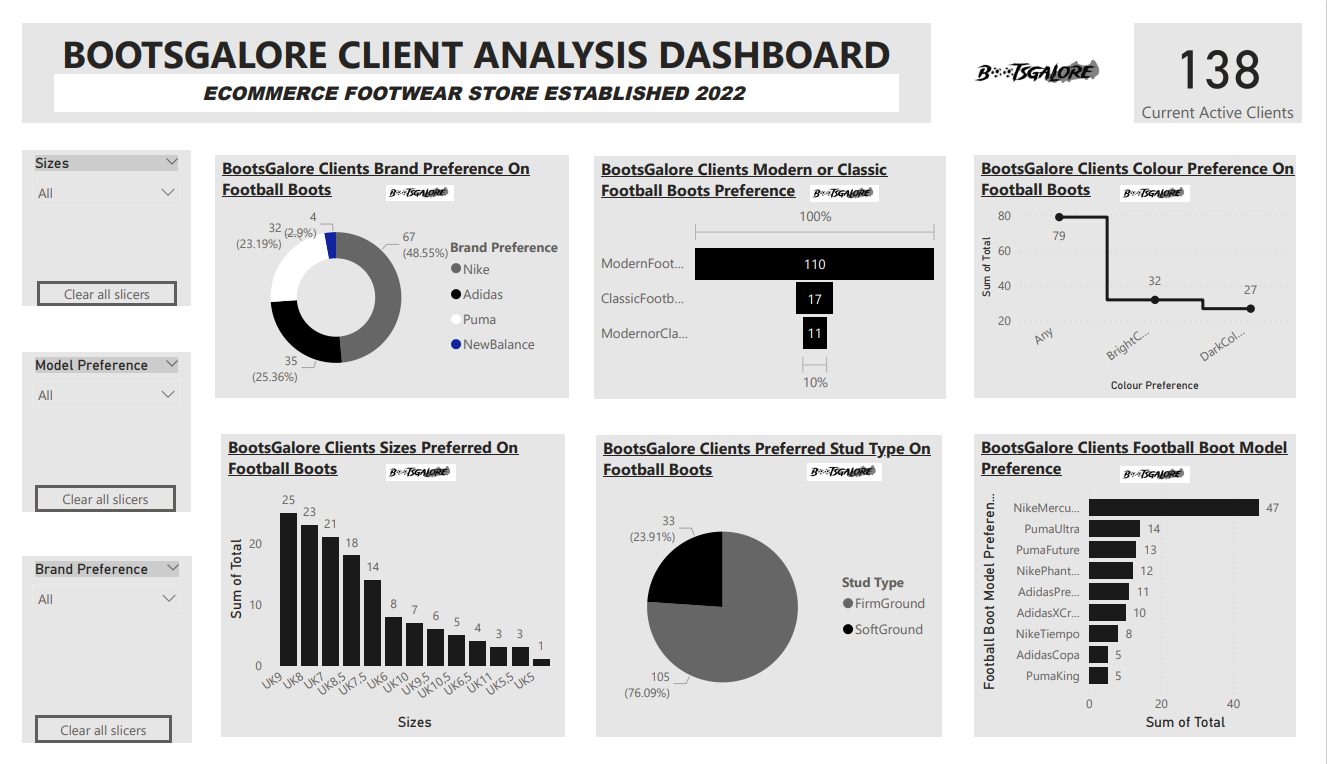 BOOTSGALORE CLIENT ANALYSIS DASHBOARD
ECOMMERCE FOOTWEAR STORE ESTABLISHED 2022
BOOTSGALORE
138
Current Active Clients
Sizes
All
Clear all slicers
Model Preference
All
Clear all slicers
Brand Preference
All
Clear all slicers
BootsGalore Clients Brand Preference On
Football Boots
BOOTSGALORE
4
(2.9%)
32
(23.19%)
67
(48.55%)
35
(25.36%)
Brand Preference
Nike
Adidas
Puma
NewBalance
BootsGalore Clients Modern or Classic
Football Boots Preference
BOOTSGALORE
100%
ModernFoot...
110
ClassicFootb...
17
ModernorCla...
11
10%
BootsGalore Clients Colour Preference On
Football Boots
BOOTSGALORE
Sum of Total
80
60
40
20
79
32
27
Any
BrightC...
DarkCol...
Colour Preference
BootsGalore Clients Sizes Preferred On
Football Boots
BOOTSGALORE
Sum of Total
20
10
0
25
23
21
18
14
8
7
6
5
4
3
3
1
UK9
UK8
UK7
UK8,5
UK7,5
UK6
UK10
UK9,5
UK10,5
UK6,5
UK11
UK5,5
UK5
Sizes
BootsGalore Clients Preferred Stud Type On
Football Boots
BOOTSGALORE
33
(23.91%)
105
(76.09%)
Stud Type
FirmGround
SoftGround
BootsGalore Clients Football Boot Model
Preference
BOOTSGALORE
Football Boot Model Preferen...
NikeMercu...
47
PumaUltra
14
PumaFuture
13
NikePhant...
12
AdidasPre...
11
AdidasXCr...
10
NikeTiempo
8
AdidasCopa
5
PumaKing
5
0
20
40
Sum of Total